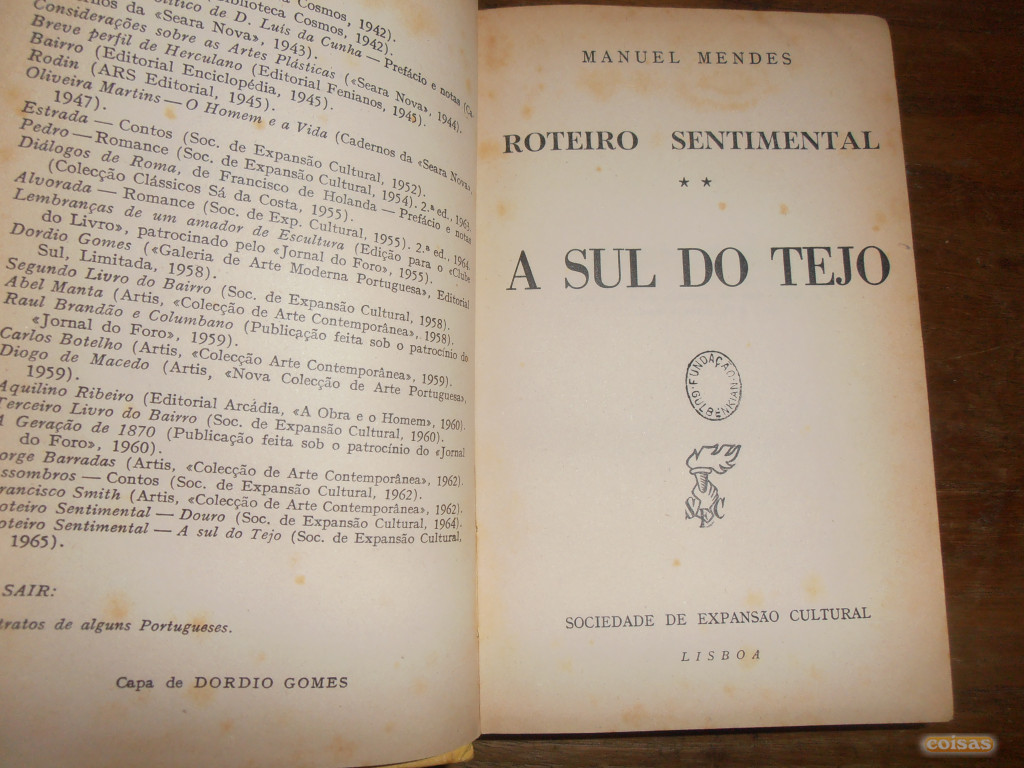 Biblioteca Cosmos, 1942).
lítico de D. Luís da Cunha — Prefácio e notas (Ca-
nos da «Seara Nova», 1943).
Considerações sobre as Artes Plásticas («Seara Nova», 1944).
Breve perfil de Herculano (Editorial Fenianos, 1945).
Bairro (Editorial Enciclopédia, 1945).
Rodin (ARS Editorial, 1945).
Oliveira Martins — O Homem e a Vida (Cadernos da «Seara Nova»,
1947).
Estrada — Contos (Soc. de Expansão Cultural, 1952).
Pedro — Romance (Soc. de Expansão Cultural, 1954). 2.ª ed., 1963.
Diálogos de Roma, de Francisco de Holanda — Prefácio e notas
(Colecção Clássicos Sá da Costa, 1955).
Alvorada — Romance (Soc. de Exp. Cultural, 1955). 2.ª ed., 1964.
Lembranças de um amador de Escultura (Edição para o «Clube
do Livro», patrocinado pelo «Jornal do Foro», 1955).
Dordio Gomes («Galeria de Arte Moderna Portuguesa», Editorial
Sul, Limitada, 1958).
Segundo Livro do Bairro (Soc. de Expansão Cultural, 1958).
Abel Manta (Artis, «Colecção de Arte Contemporânea», 1958).
Raul Brandão e Columbano (Publicação feita sob o patrocínio do
«Jornal do Foro», 1959).
Carlos Botelho (Artis, «Colecção Arte Contemporânea», 1959).
Diogo de Macedo (Artis, «Nova Colecção de Arte Portuguesa»,
1959).
Aquilino Ribeiro (Editorial Arcádia, «A Obra e o Homem», 1960).
Terceiro Livro do Bairro (Soc. de Expansão Cultural, 1960).
A Geração de 1870 (Publicação feita sob o patrocínio do «Jornal
do Foro», 1960).
orge Barradas (Artis, «Colecção de Arte Contemporânea», 1962).
ssombros — Contos (Soc. de Expansão Cultural, 1962).
rancisco Smith (Artis, «Colecção de Arte Contemporânea», 1962).
oteiro Sentimental — Douro (Soc. de Expansão Cultural, 1964).
oteiro Sentimental — A sul do Tejo (Soc. de Expansão Cultural,
1965).
SAIR:
tratos de alguns Portugueses.
Capa de DORDIO GOMES
MANUEL MENDES
ROTEIRO SENTIMENTAL
★ ★
A SUL DO TEJO
FUNDAÇÃO GULBENKIAN
SEC
SOCIEDADE DE EXPANSÃO CULTURAL
LISBOA
coisas